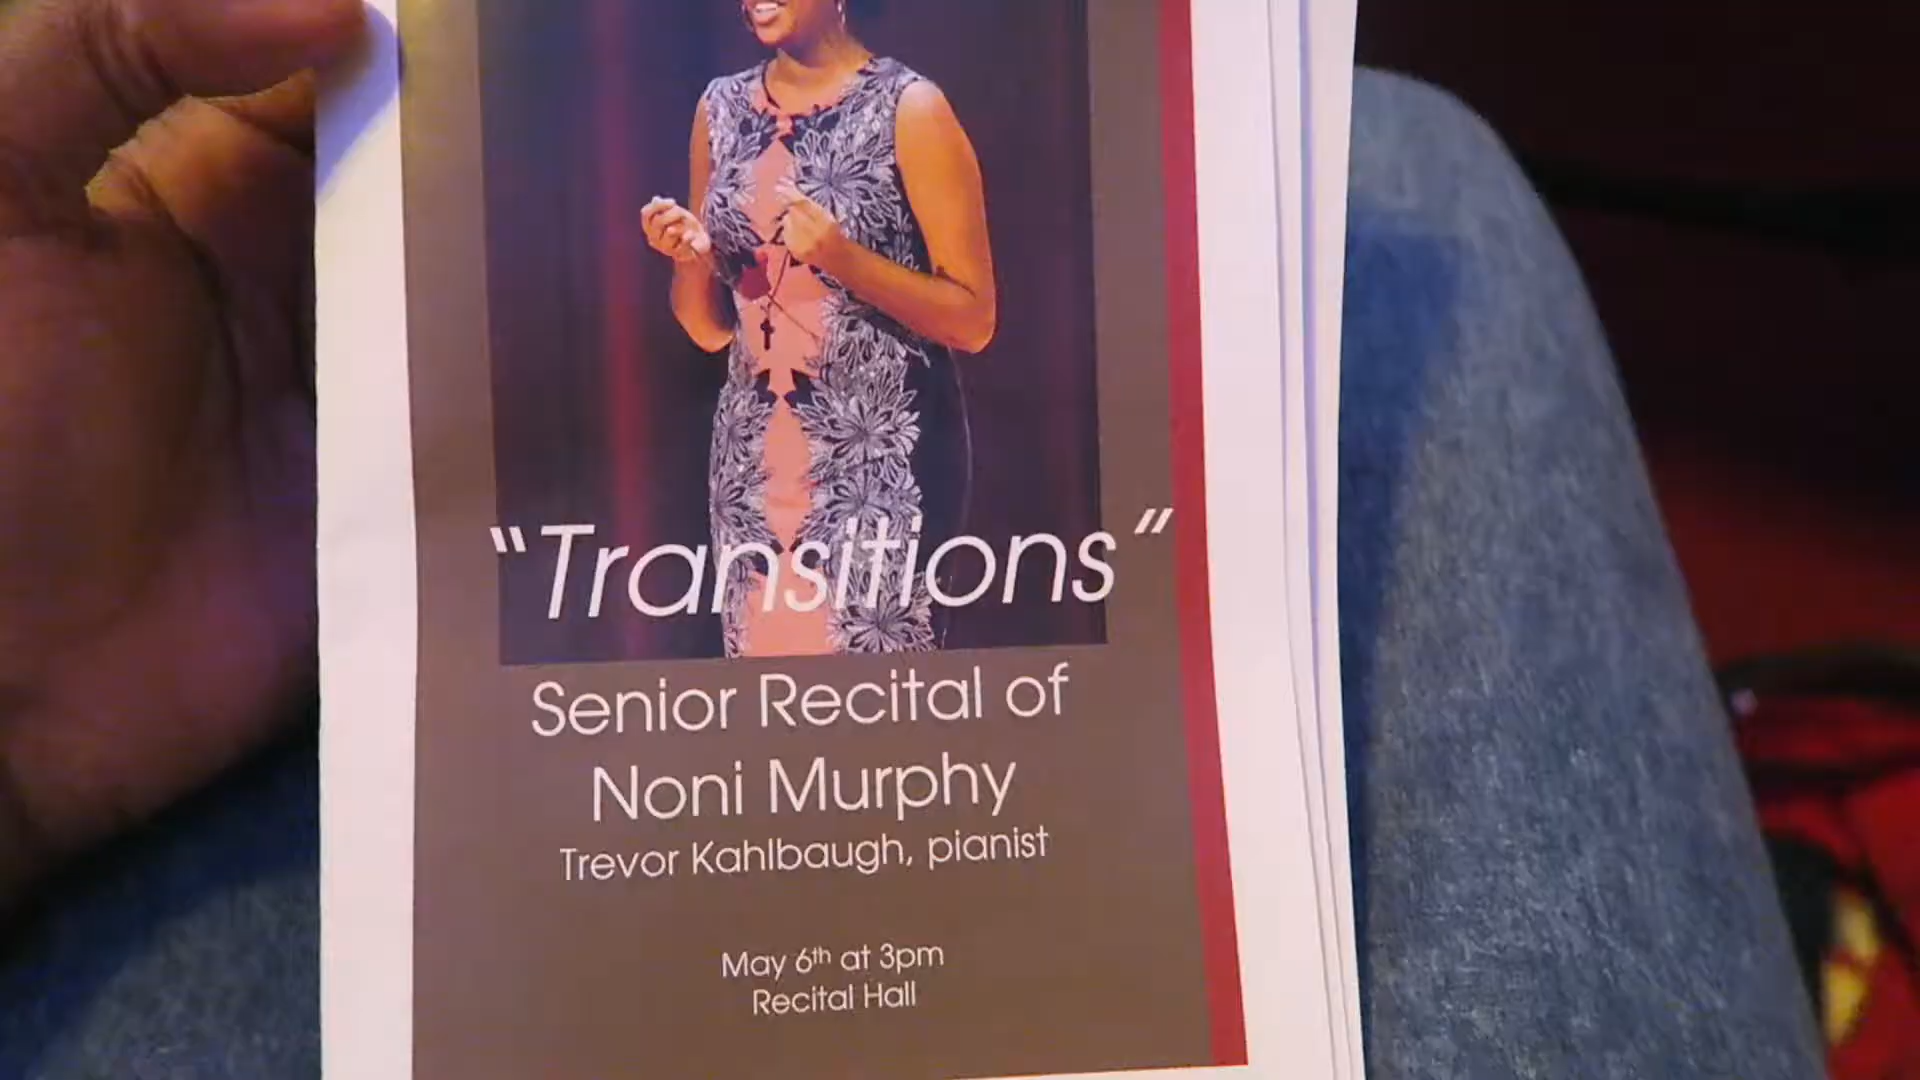 “Transitions”
Senior Recital of
Noni Murphy
Trevor Kahlbaugh, pianist
May 6th at 3pm
Recital Hall